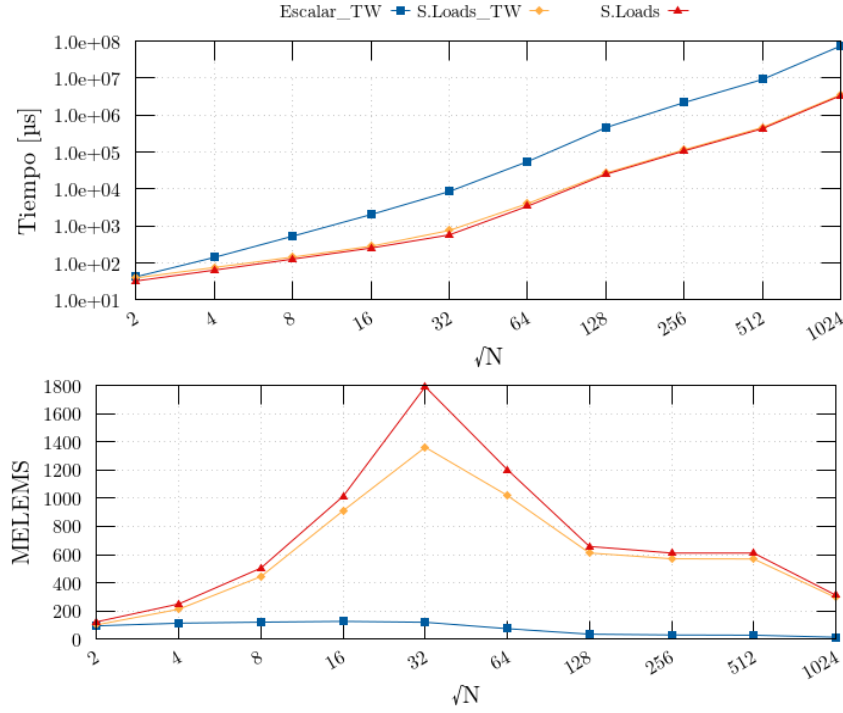 Escalar_TW S.Loads_TW S.Loads
Tiempo [µs]
1.0e+08
1.0e+07
1.0e+06
1.0e+05
1.0e+04
1.0e+03
1.0e+02
1.0e+01
2 4 8 16 32 64 128 256 512 1024
√N
MELEMS
1800
1600
1400
1200
1000
800
600
400
200
0
2 4 8 16 32 64 128 256 512 1024
√N